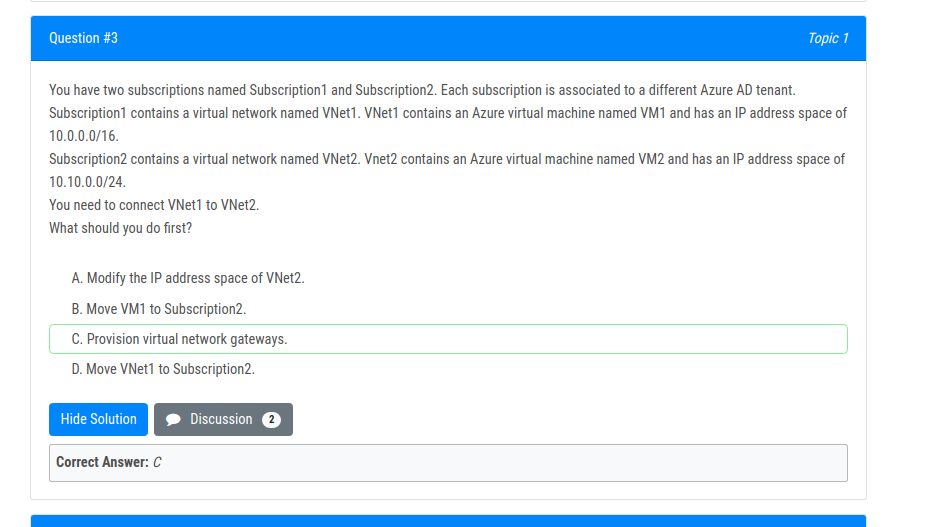 Question #3
Topic 1
You have two subscriptions named Subscription1 and Subscription2. Each subscription is associated to a different Azure AD tenant.
Subscription1 contains a virtual network named VNet1. VNet1 contains an Azure virtual machine named VM1 and has an IP address space of
10.0.0.0/16.
Subscription2 contains a virtual network named VNet2. Vnet2 contains an Azure virtual machine named VM2 and has an IP address space of
10.10.0.0/24.
You need to connect VNet1 to VNet2.
What should you do first?
A. Modify the IP address space of VNet2.
B. Move VM1 to Subscription2.
C. Provision virtual network gateways.
D. Move VNet1 to Subscription2.
Hide Solution
Discussion 2
Correct Answer: C